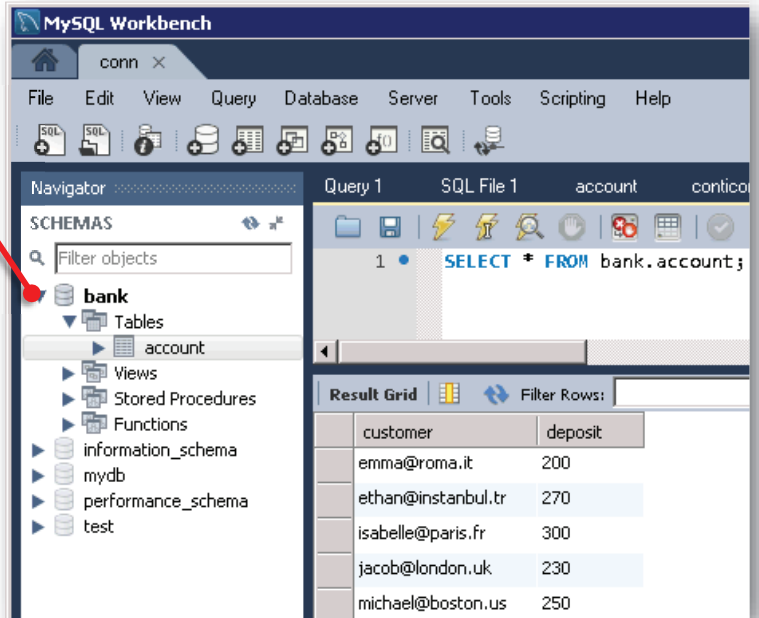 MySQL Workbench
conn ×
File Edit View Query Database Server Tools Scripting Help
SQL SQL
Navigator
SCHEMAS
Filter objects
bank
Tables
account
Views
Stored Procedures
Functions
information_schema
mydb
performance_schema
test
Query 1 SQL File 1 account
1 SELECT * FROM bank.account;
Result Grid Filter Rows:
customer deposit
emma@roma.it 200
ethan@instanbul.tr 270
isabelle@paris.fr 300
jacob@london.uk 230
michael@boston.us 250